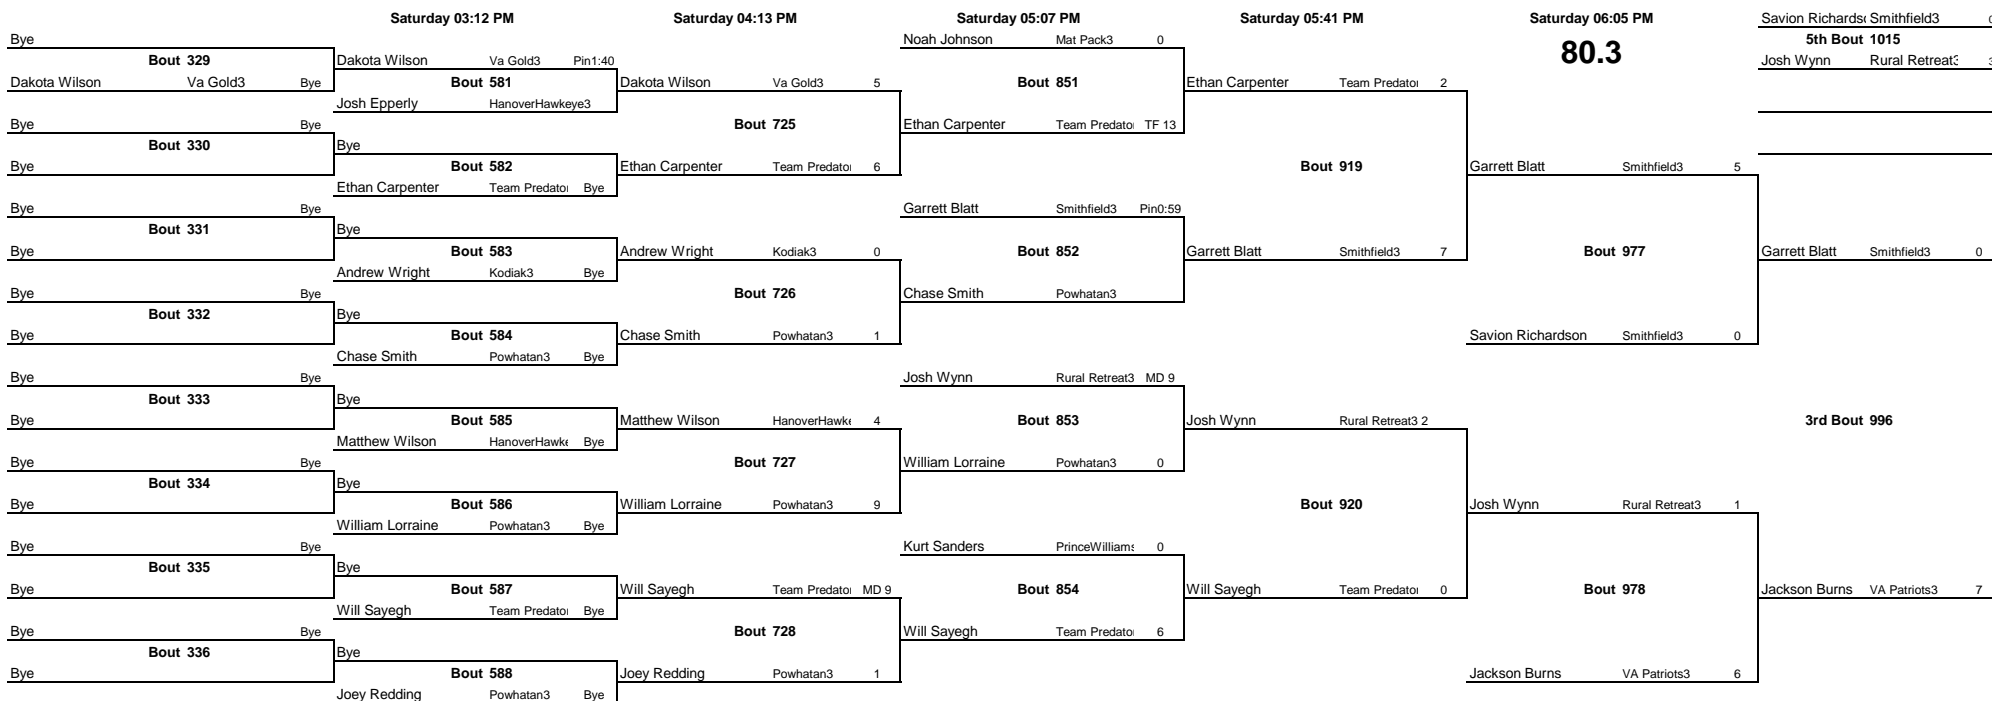 Saturday 03:12 PM Saturday 04:13 PM Saturday 05:07 PM Saturday 05:41 PM Saturday 06:05 PM Savion Richards Smithfield3
Bye Noah Johnson Mat Pack3 0 80.3 5th Bout 1015
Bout 329 Dakota Wilson Va Gold3 Pin1:40 Josh Wynn Rural Retreat3
Dakota Wilson Va Gold3 Bye Bout 581 Dakota Wilson Va Gold3 5 Bout 851 Ethan Carpenter Team Predato 2
Josh Epperly HanoverHawkeye3
Bye Bye Bout 725 Ethan Carpenter Team Predato TF 13
Bout 330 Bye
Bye Bout 582 Ethan Carpenter Team Predato 6 Bout 919 Garrett Blatt Smithfield3 5
Ethan Carpenter Team Predato Bye
Bye Bye Garrett Blatt Smithfield3 Pin0:59
Bout 331 Bye
Bye Bout 583 Andrew Wright Kodiak3 0 Bout 852 Garrett Blatt Smithfield3 7 Bout 977 Garrett Blatt Smithfield3 0
Andrew Wright Kodiak3 Bye
Bye Bye Bout 726 Chase Smith Powhatan3
Bout 332 Bye
Bye Bout 584 Chase Smith Powhatan3 1 Savion Richardson Smithfield3 0
Chase Smith Powhatan3 Bye
Bye Bye Josh Wynn Rural Retreat3 MD 9
Bout 333 Bye
Bye Bout 585 Matthew Wilson HanoverHawk 4 Bout 853 Josh Wynn Rural Retreat3 2 3rd Bout 996
Matthew Wilson HanoverHawk Bye
Bye Bye Bout 727 William Lorraine Powhatan3 0
Bout 334 Bye
Bye Bout 586 William Lorraine Powhatan3 9 Bout 920 Josh Wynn Rural Retreat3 1
William Lorraine Powhatan3 Bye
Bye Bye Kurt Sanders PrinceWilliams 0
Bout 335 Bye
Bye Bout 587 Will Sayegh Team Predato MD 9 Bout 854 Will Sayegh Team Predato 0 Bout 978 Jackson Burns VA Patriots3 7
Will Sayegh Team Predato Bye
Bye Bye Bout 728 Will Sayegh Team Predato 6
Bout 336 Bye
Bye Bout 588 Joey Redding Powhatan3 1 Jackson Burns VA Patriots3 6
Joey Redding Powhatan3 Bye